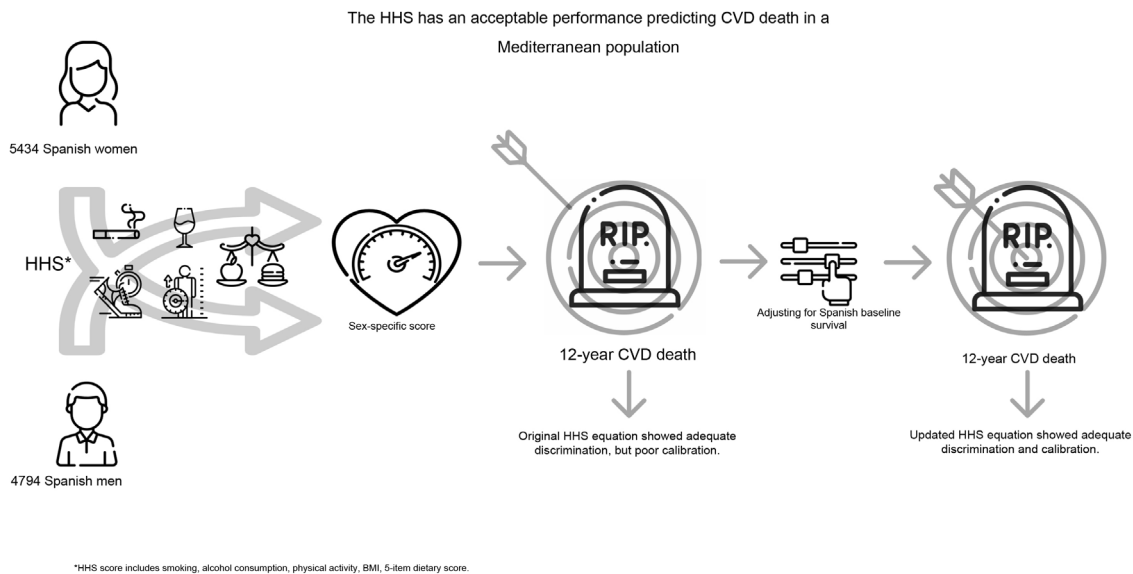 The HHS has an acceptable performance predicting CVD death in a
Mediterranean population
5434 Spanish women
HHS*
4794 Spanish men
Sex-specific score
RIP.
12-year CVD death
Original HHS equation showed adequate
discrimination, but poor calibration.
Adjusting for Spanish baseline
survival
RIP.
12-year CVD death
Updated HHS equation showed adequate
discrimination and calibration.
*HHS score includes smoking, alcohol consumption, physical activity, BMI, 5-item dietary score.